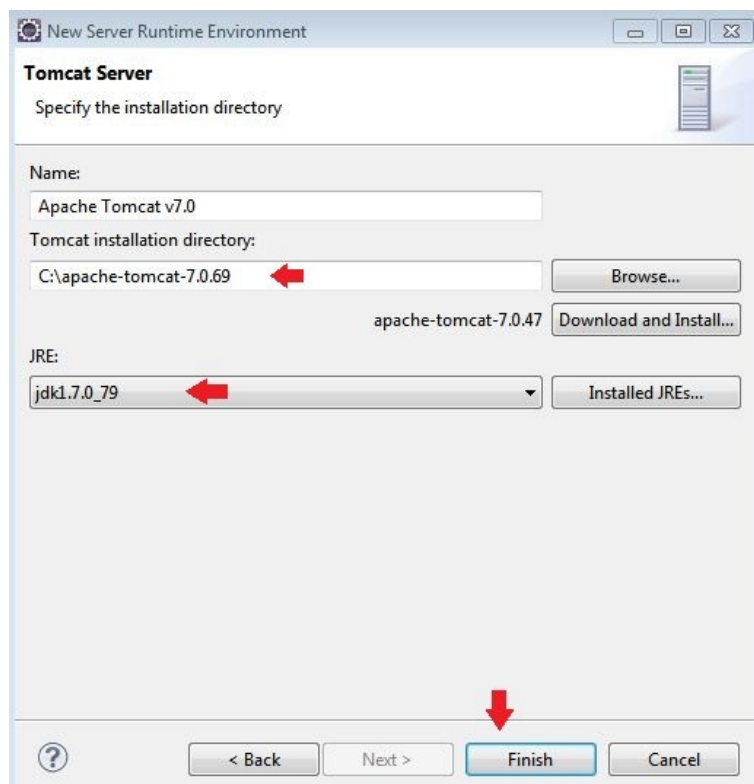 New Server Runtime Environment
Tomcat Server
Specify the installation directory
Name:
Apache Tomcat v7.0
Tomcat installation directory:
C:\apache-tomcat-7.0.69
Browse...
apache-tomcat-7.0.47 Download and Install...
JRE:
jdk1.7.0_79
Installed JREs...
?
< Back Next > Finish Cancel